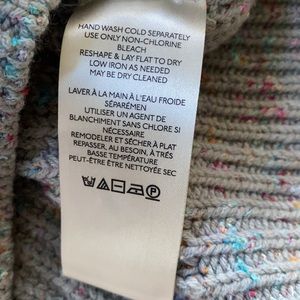 HAND WASH COLD SEPARATELY
USE ONLY NON-CHLORINE
BLEACH
RESHAPE & LAY FLAT TO DRY
LOW IRON AS NEEDED
MAY BE DRY CLEANED
LAVER À LA MAIN À L'EAU FROIDE
SÉPARÉMEN
UTILISER UN AGENT DE
BLANCHIMENT SANS CHLORE SI
NÉCESSAIRE
REMODELER ET SÉCHER À PLAT
REPASSER, AU BESOIN, À TRÉS
BASSE TEMPÉRATURE
PEUT-ÊTRE ÊTRE NETTOYÉ SEC
P